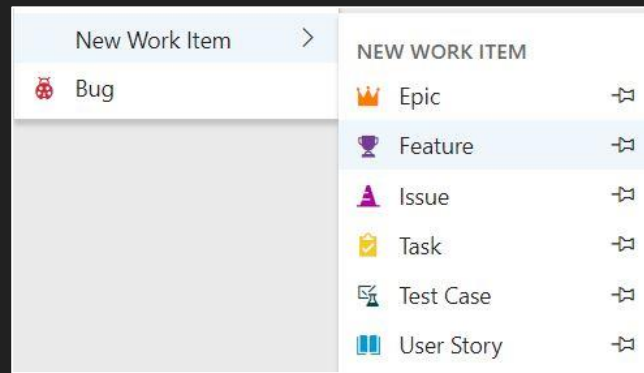 New Work Item
Bug
NEW WORK ITEM
Epic
Feature
Issue
Task
Test Case
User Story